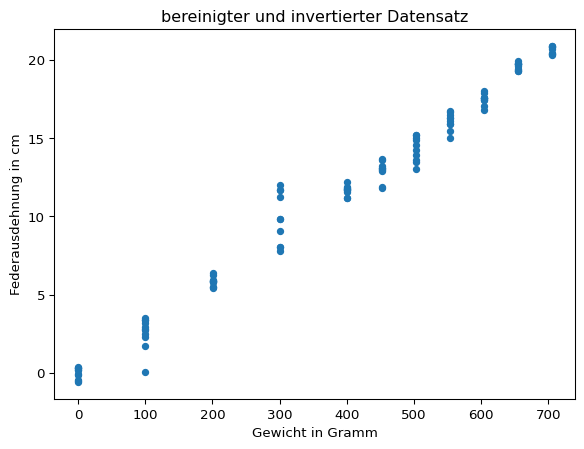 bereinigter und invertierter Datensatz
Federausdehnung in cm
20
15
10
5
0
0 100 200 300 400 500 600 700
Gewicht in Gramm